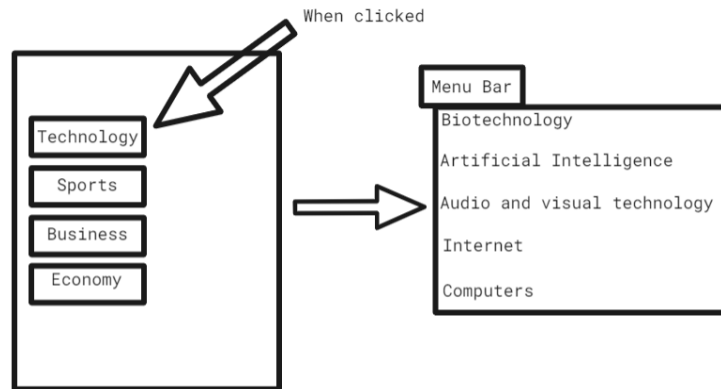 When clicked
Technology
Sports
Business
Economy
Menu Bar
Biotechnology
Artificial Intelligence
Audio and visual technology
Internet
Computers